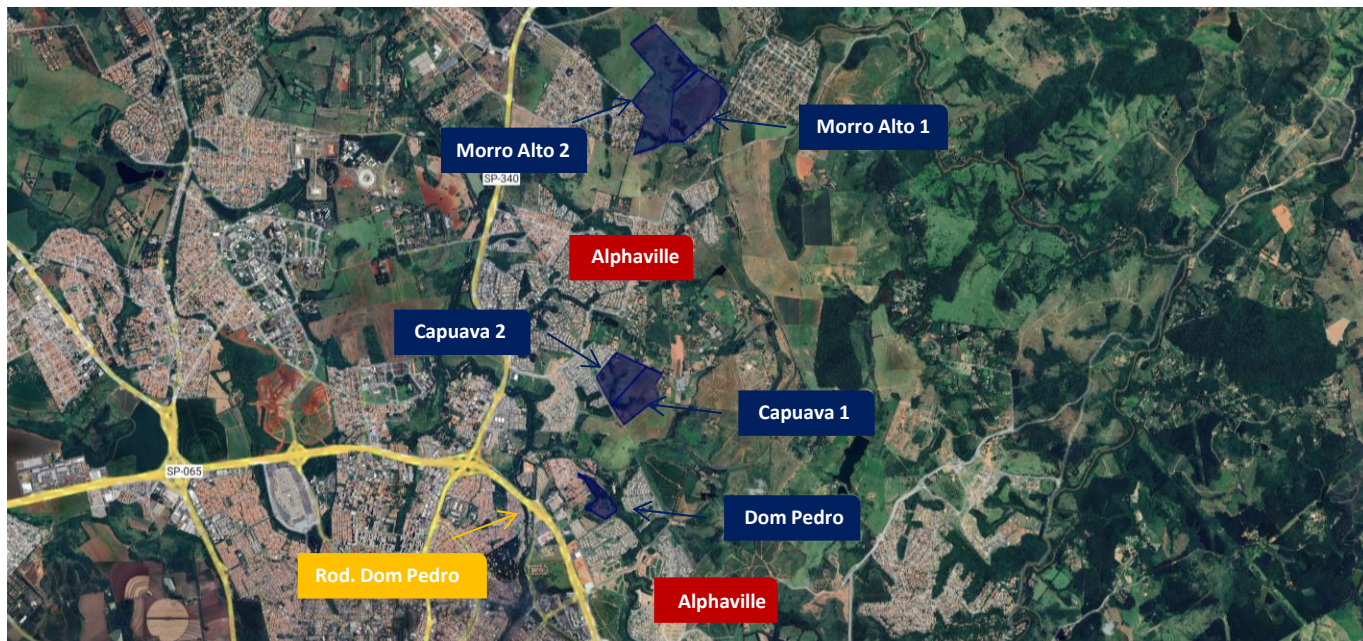 Morro Alto 1
Morro Alto 2
SP-340
Alphaville
Capuava 2
Capuava 1
SP-065
Dom Pedro
Rod. Dom Pedro
Alphaville